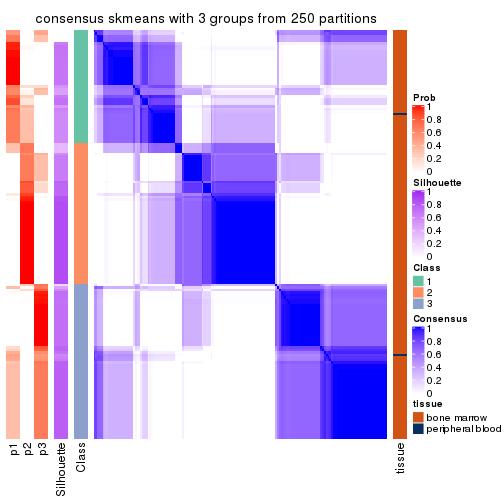 consensus skmeans with 3 groups from 250 partitions
Prob
1
0.8
0.6
0.4
0.2
0
Silhouette
1
0.8
0.6
0.4
0.2
0
Class
1
2
3
Consensus
1
0.8
0.6
0.4
0.2
0
tissue
bone marrow
peripheral blood
p1
p2
p3
Silhouette
Class
tissue